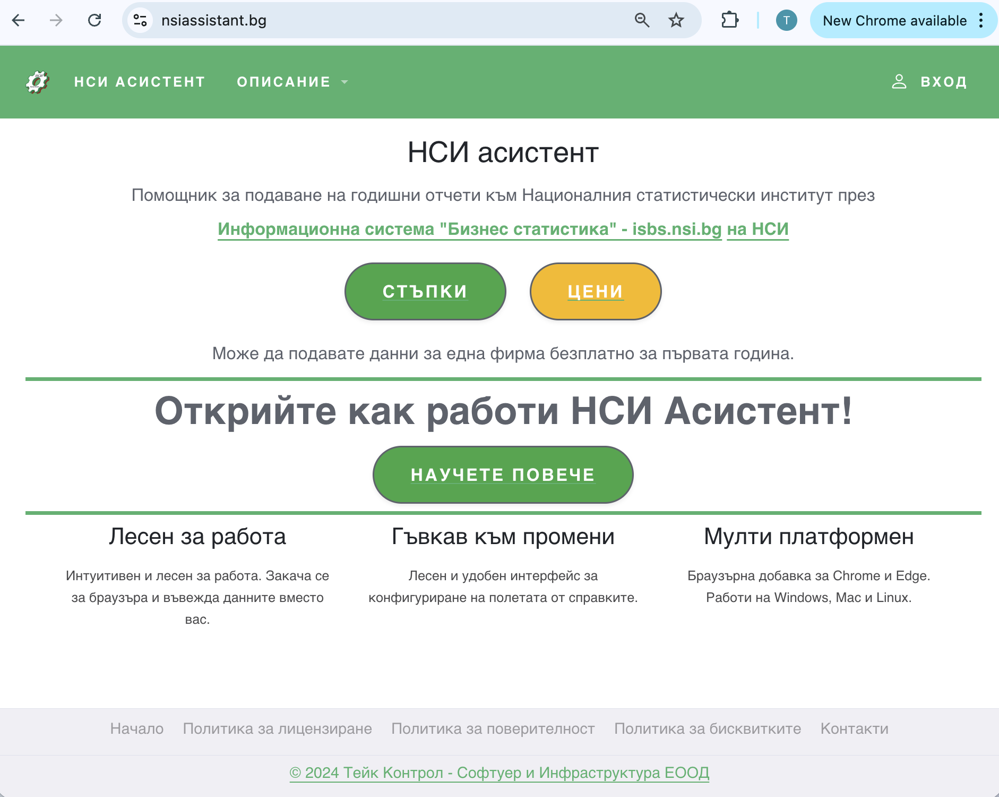 nsiassistant.bg
T
New Chrome available
НСИ АСИСТЕНТ ОПИСАНИЕ
ВХОД
НСИ асистент
Помощник за подаване на годишни отчети към Националния статистически институт през
Информационна система "Бизнес статистика" - isbs.nsi.bg на НСИ
СТЪПКИ ЦЕНИ
Може да подавате данни за една фирма безплатно за първата година.
Открийте как работи НСИ Асистент!
НАУЧЕТЕ ПОВЕЧЕ
Лесен за работа
Интуитивен и лесен за работа. Закача се
за браузъра и въвежда данните вместо
вас.
Гъвкав към промени
Лесен и удобен интерфейс за
конфигуриране на полетата от справките.
Мулти платформен
Браузърна добавка за Chrome и Edge.
Работи на Windows, Mac и Linux.
Начало Политика за лицензиране Политика за поверителност Политика за бисквитките Контакти
© 2024 Тейк Контрол - Софтуер и Инфраструктура ЕООД